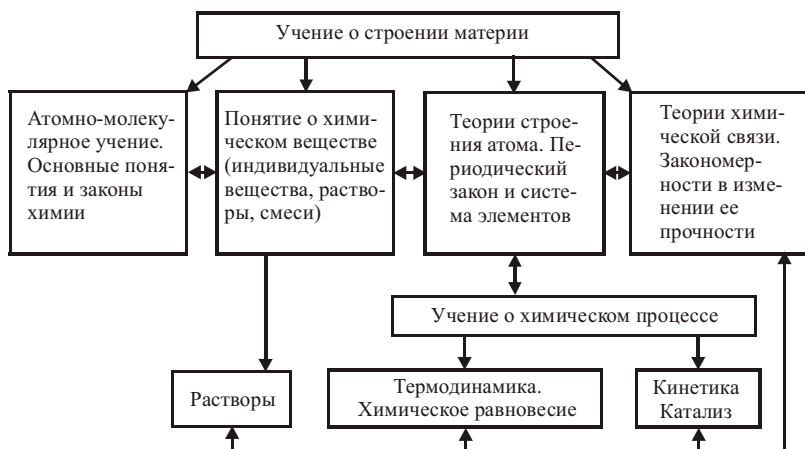 Учение о строении материи
Атомно-молеку-
лярное учение.
Основные поня-
тия и законы
химии
Понятие о хими-
ческом веществе
(индивидуальные
вещества, раство-
ры, смеси)
Теории строе-
ния атома. Пе-
риодический
закон и систе-
ма элементов
Теории хими-
ческой связи.
Закономер-
ности в изме-
нении ее
прочности
Учение о химическом процессе
Растворы
Термодинамика.
Химическое равновесие
Кинетика
Катализ